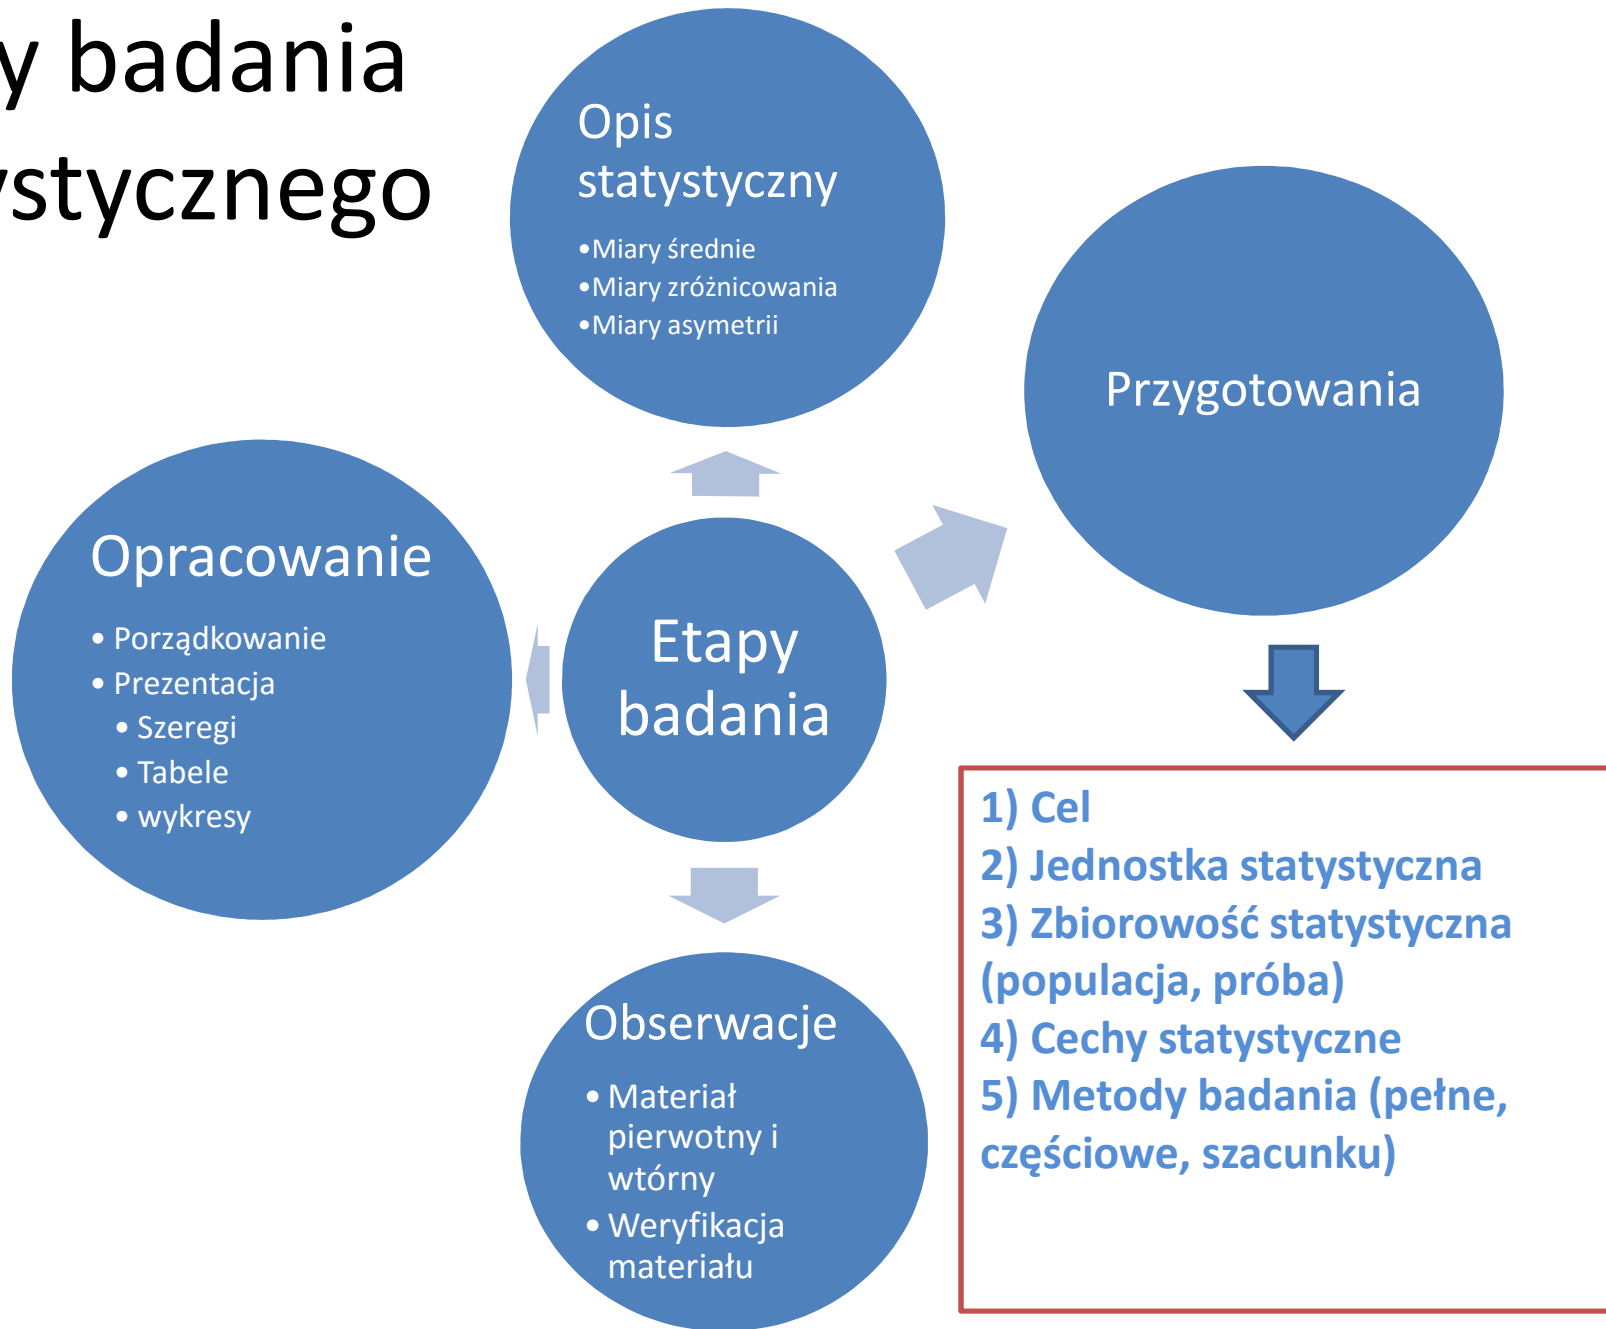 y badania
ystycznego
Opis
statystyczny
•Miary średnie
•Miary zróżnicowania
•Miary asymetrii
Przygotowania
Opracowanie
• Porządkowanie
• Prezentacja
• Szeregi
• Tabele
• wykresy
Etapy
badania
Obserwacje
• Materiał
pierwotny i
wtórny
• Weryfikacja
materiału
1) Cel
2) Jednostka statystyczna
3) Zbiorowość statystyczna
(populacja, próba)
4) Cechy statystyczne
5) Metody badania (pełne,
częściowe, szacunku)